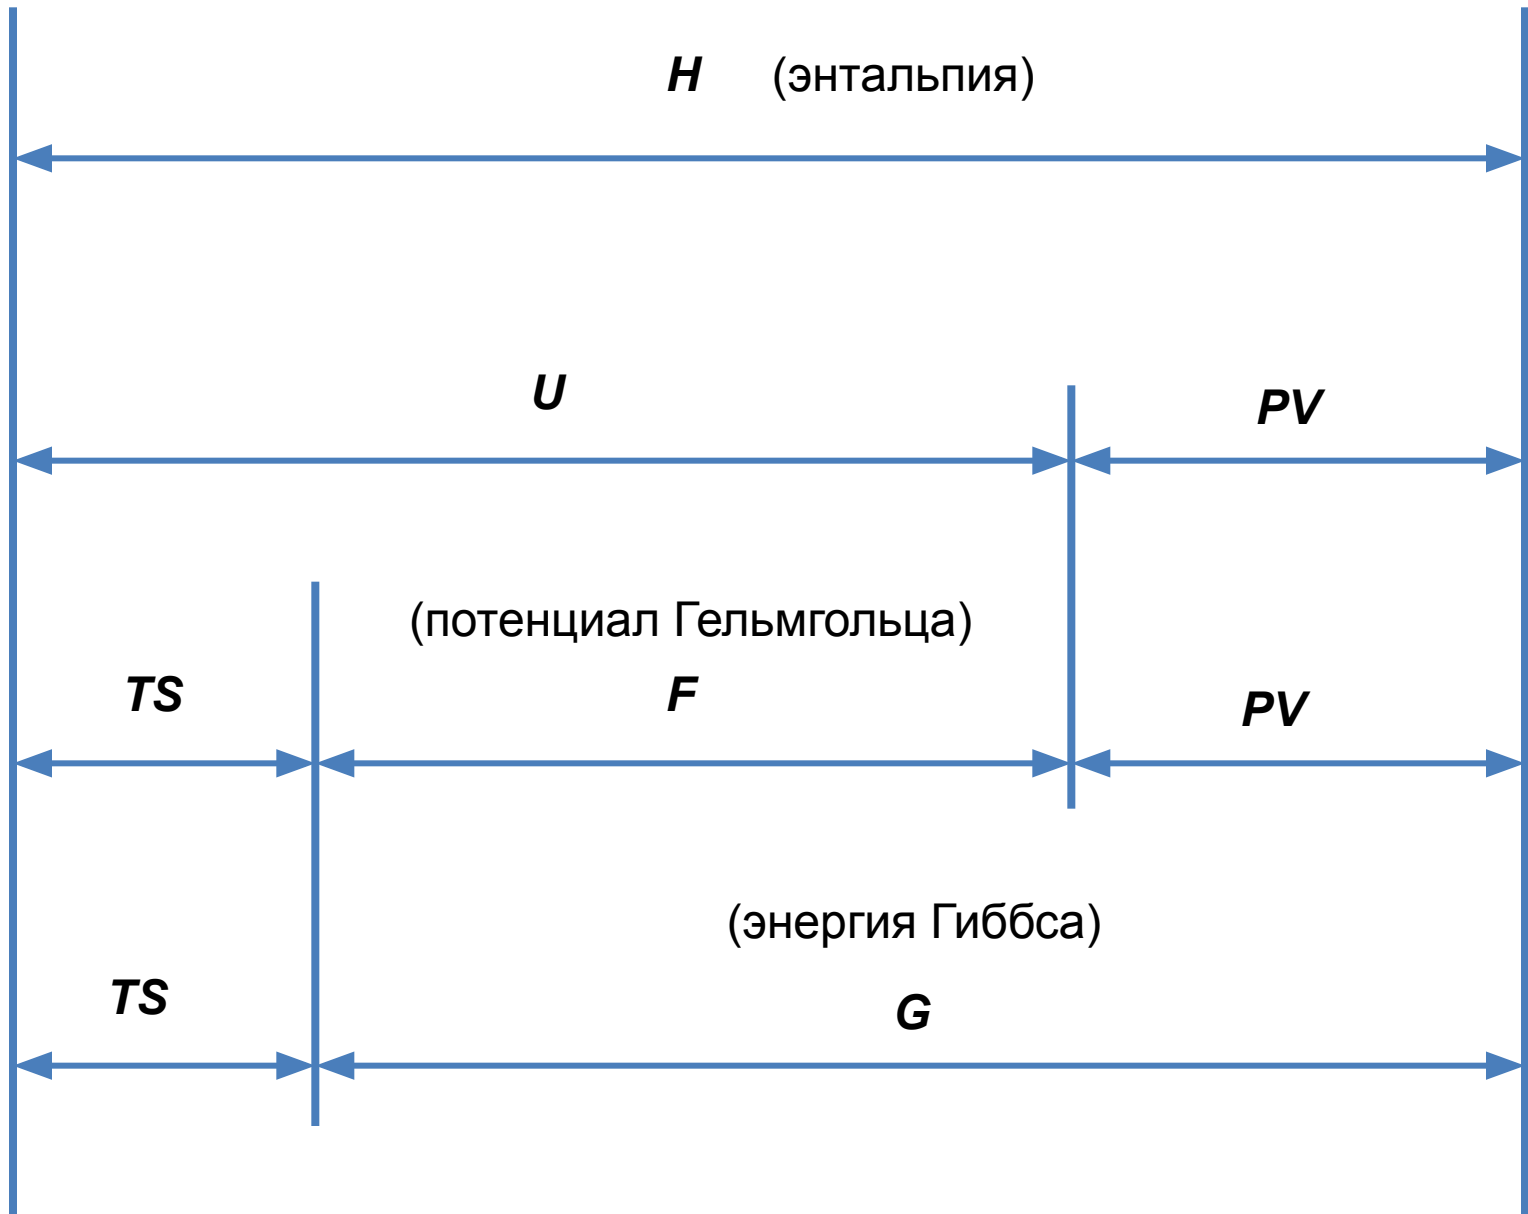 H (энтальпия)
U
PV
(потенциал Гельмгольца)
TS
F
PV
(энергия Гиббса)
TS
G